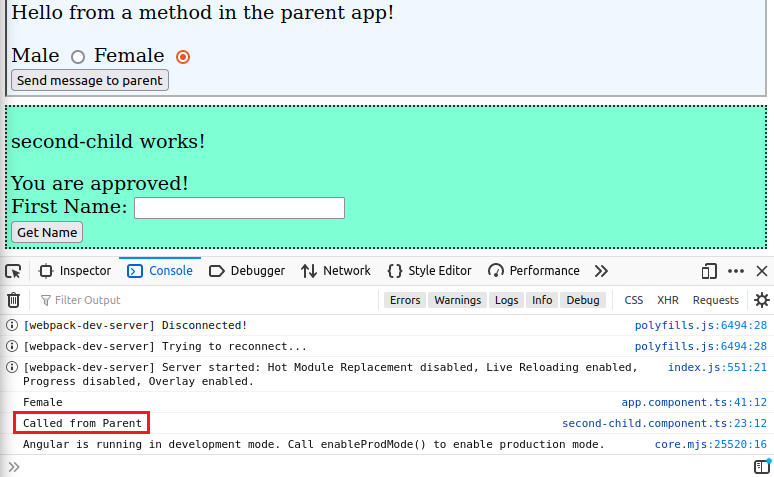 Hello from a method in the parent app!
Male Female
Send message to parent
second-child works!
You are approved!
First Name:
Get Name
Inspector Console Debugger Network Style Editor Performance
Filter Output Errors Warnings Logs Info Debug CSS XHR Requests
[webpack-dev-server] Disconnected! polyfills.js:6494:28
[webpack-dev-server] Trying to reconnect... polyfills.js:6494:28
[webpack-dev-server] Server started: Hot Module Replacement disabled, Live Reloading enabled, index.js:551:21
Progress disabled, Overlay enabled.
Female app.component.ts:41:12
Called from Parent second-child.component.ts:23:12
Angular is running in development mode. Call enableProdMode() to enable production mode. core.mjs:25520:16